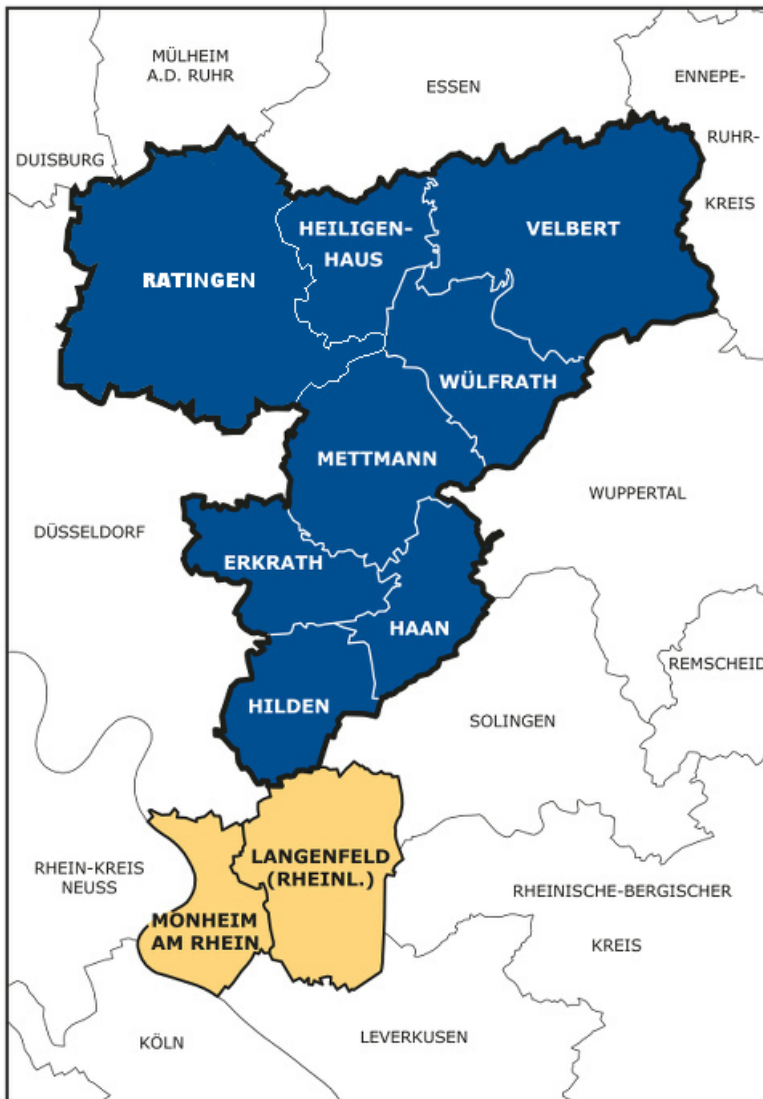 MÜLHEIM
A.D. RUHR
ESSEN
ENNEPE-
RUHR-
KREIS
DUISBURG
HEILIGEN-
HAUS
VELBERT
RATINGEN
WÜLFRATH
METTMANN
WUPPERTAL
DÜSSELDORF
ERKRATH
HAAN
REMSCHEID
HILDEN
SOLINGEN
LANGENFELD
(RHEINL.)
RHEIN-KREIS
NEUSS
MONHEIM
AM RHEIN
RHEINISCHE-BERGISCHER
KREIS
KÖLN
LEVERKUSEN